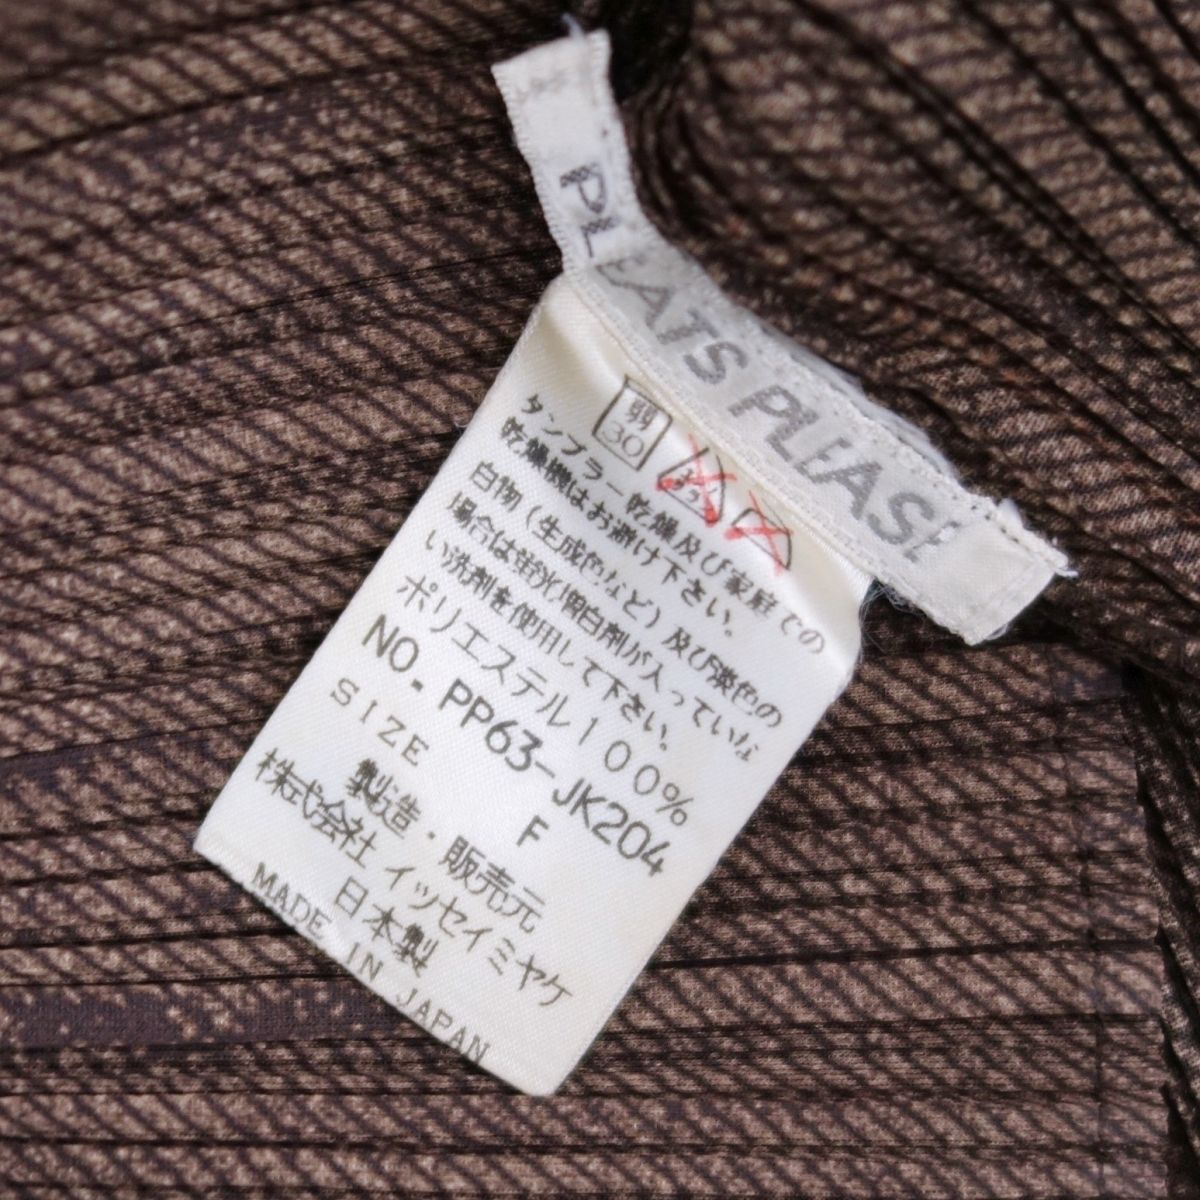 PLEATS PLEASE
弱
30
タンブラー乾燥及び家庭での
乾燥機はお避け下さい。
白物(生成色など)及び淡色の
場合は蛍光増白剤が入っていな
い洗剤を使用して下さい。
ポリエステル100%
NO. PP63-JK204
SIZE F
製造・販売元
株式会社 イッセイミヤケ
日本製
MADE IN JAPAN